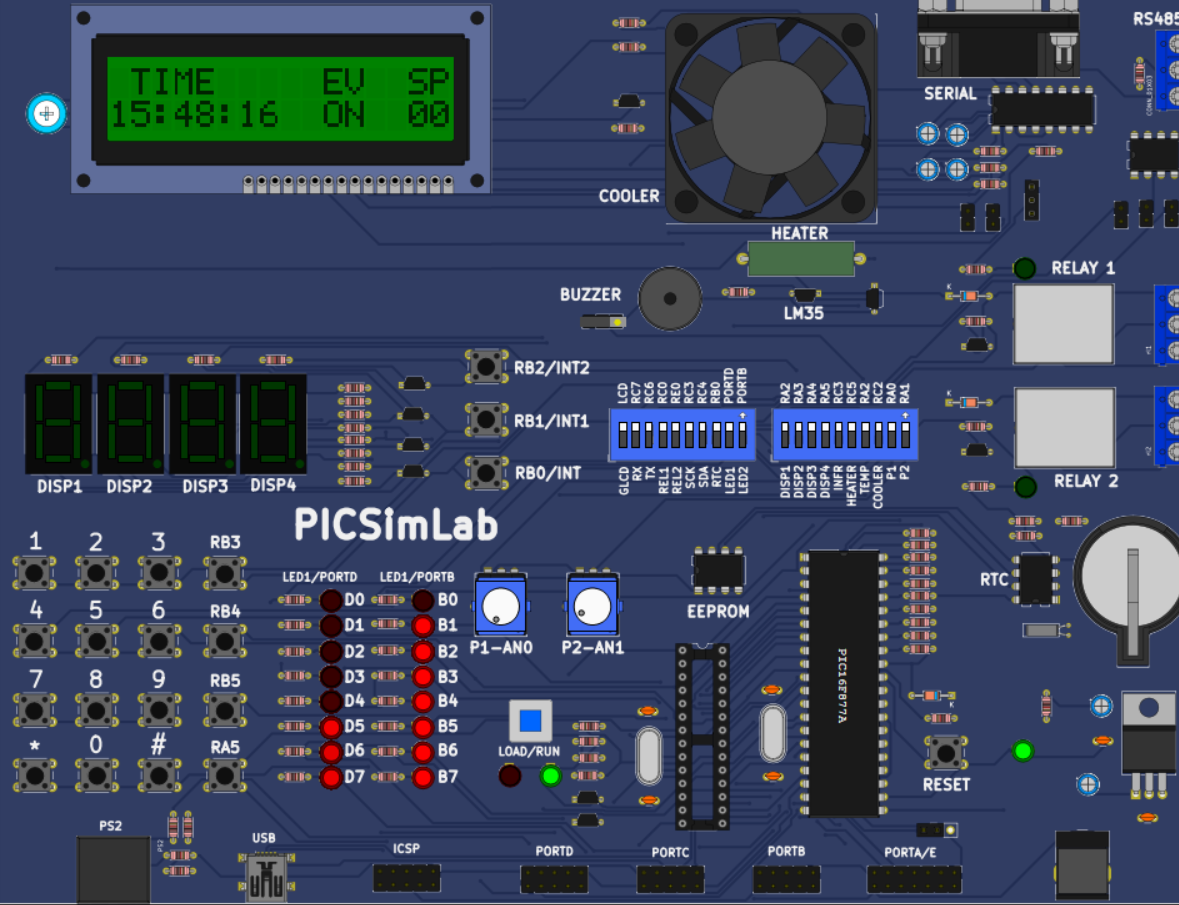 TIME EV SP
15:48:16 ON 00
COOLER
SERIAL
RS485
CONN_01X03
HEATER
BUZZER
LM35
K
RELAY 1
RB2/INT2
RB1/INT1
RB0/INT
DISP1 DISP2 DISP3 DISP4
LCD RC7 RC6 RC0 RE0 RC3 RC4 RB0 PORTD PORTB
GLCD RX TX REL1 REL2 SCK SDA RTC LED1 LED2
RA2 RA3 RA4 RA5 RC3 RC5 RA2 RC2 RA0 RA1
DISP1 DISP2 DISP3 DISP4 INFR HEATER TEMP COOLER P1 P2
K
RELAY 2
PICSimLab
1 2 3 RB3
4 5 6 RB4
7 8 9 RB5
* 0 # RA5
LED1/PORTD LED1/PORTB
D0 B0
D1 B1
D2 B2
D3 B3
D4 B4
D5 B5
D6 B6
D7 B7
P1-AN0 P2-AN1
LOAD/RUN
EEPROM
PIC16F877A
RTC
K
RESET
PS2
PS2
USB
ICSP
PORTD
PORTC
PORTB
PORTA/E